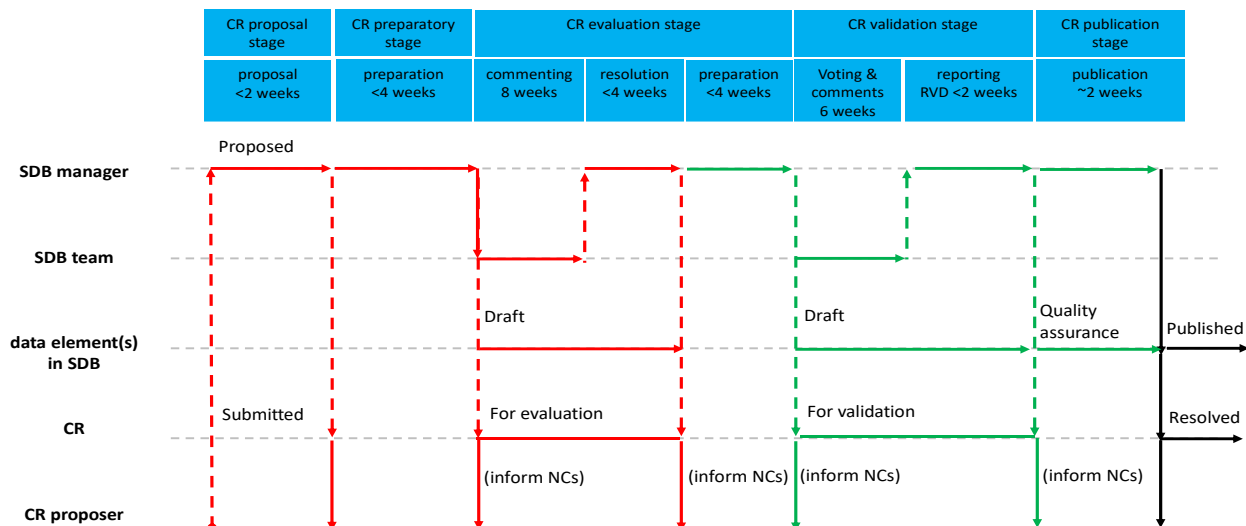 CR proposal
stage
CR preparatory
stage
CR evaluation stage
CR validation stage
CR publication
stage
proposal
<2 weeks
preparation
<4 weeks
commenting
8 weeks
resolution
<4 weeks
preparation
<4 weeks
Voting &
comments
6 weeks
reporting
RVD <2 weeks
publication
~2 weeks
Proposed
SDB manager
SDB team
Draft
Draft
Quality
assurance
Published
data element(s)
in SDB
Submitted
For evaluation
For validation
Resolved
CR
(inform NCs)
(inform NCs)
(inform NCs)
(inform NCs)
CR proposer